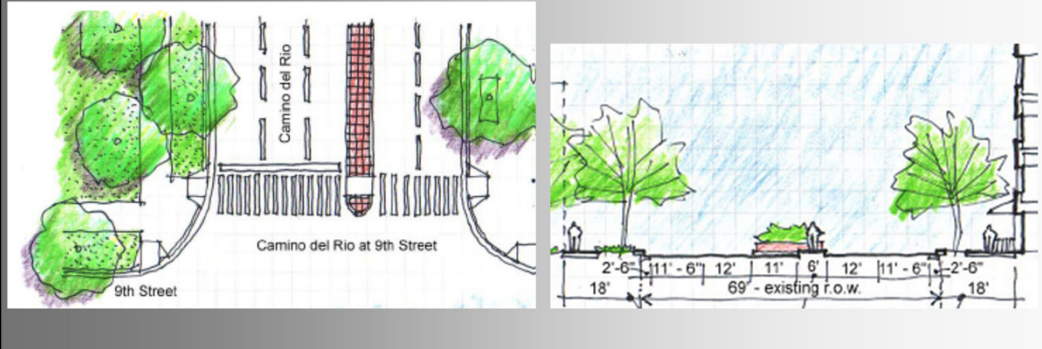 Camino del Rio
Camino del Rio at 9th Street
9th Street
2'-6" 11' - 6" 12' 11' 6' 12' 11' - 6" 2'-6"
18' 69' - existing r.o.w. 18'